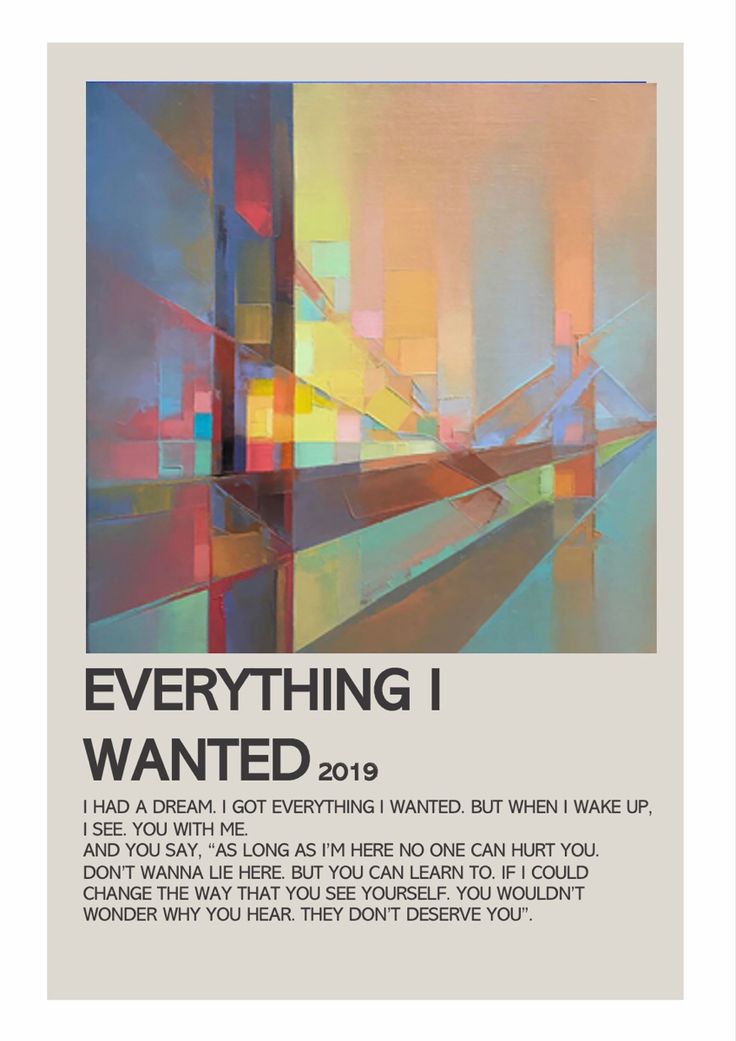 EVERYTHING I
WANTED 2019
I HAD A DREAM. I GOT EVERYTHING I WANTED. BUT WHEN I WAKE UP,
I SEE. YOU WITH ME.
AND YOU SAY, “AS LONG AS I’M HERE NO ONE CAN HURT YOU.
DON’T WANNA LIE HERE. BUT YOU CAN LEARN TO. IF I COULD
CHANGE THE WAY THAT YOU SEE YOURSELF. YOU WOULDN’T
WONDER WHY YOU HEAR. THEY DON’T DESERVE YOU”.